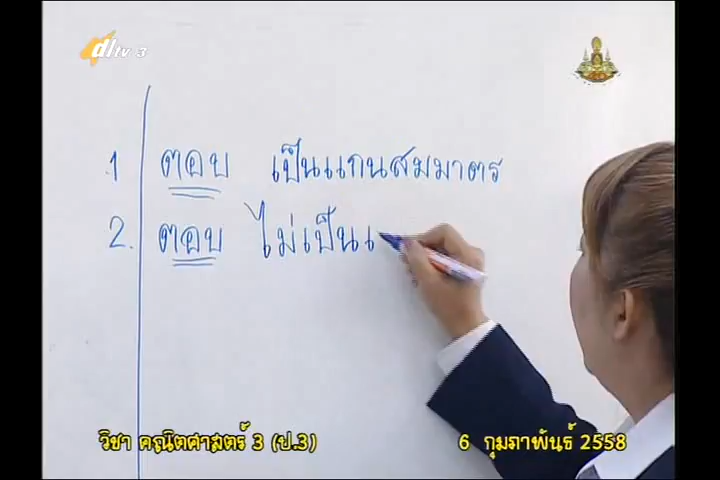 dltv 3
1 ตอบ เป็นแกนสมมาตร
2. ตอบ ไม่เป็นแ
วิชา คณิตศาสตร์ 3 (ป.3) 6 กุมภาพันธ์ 2558